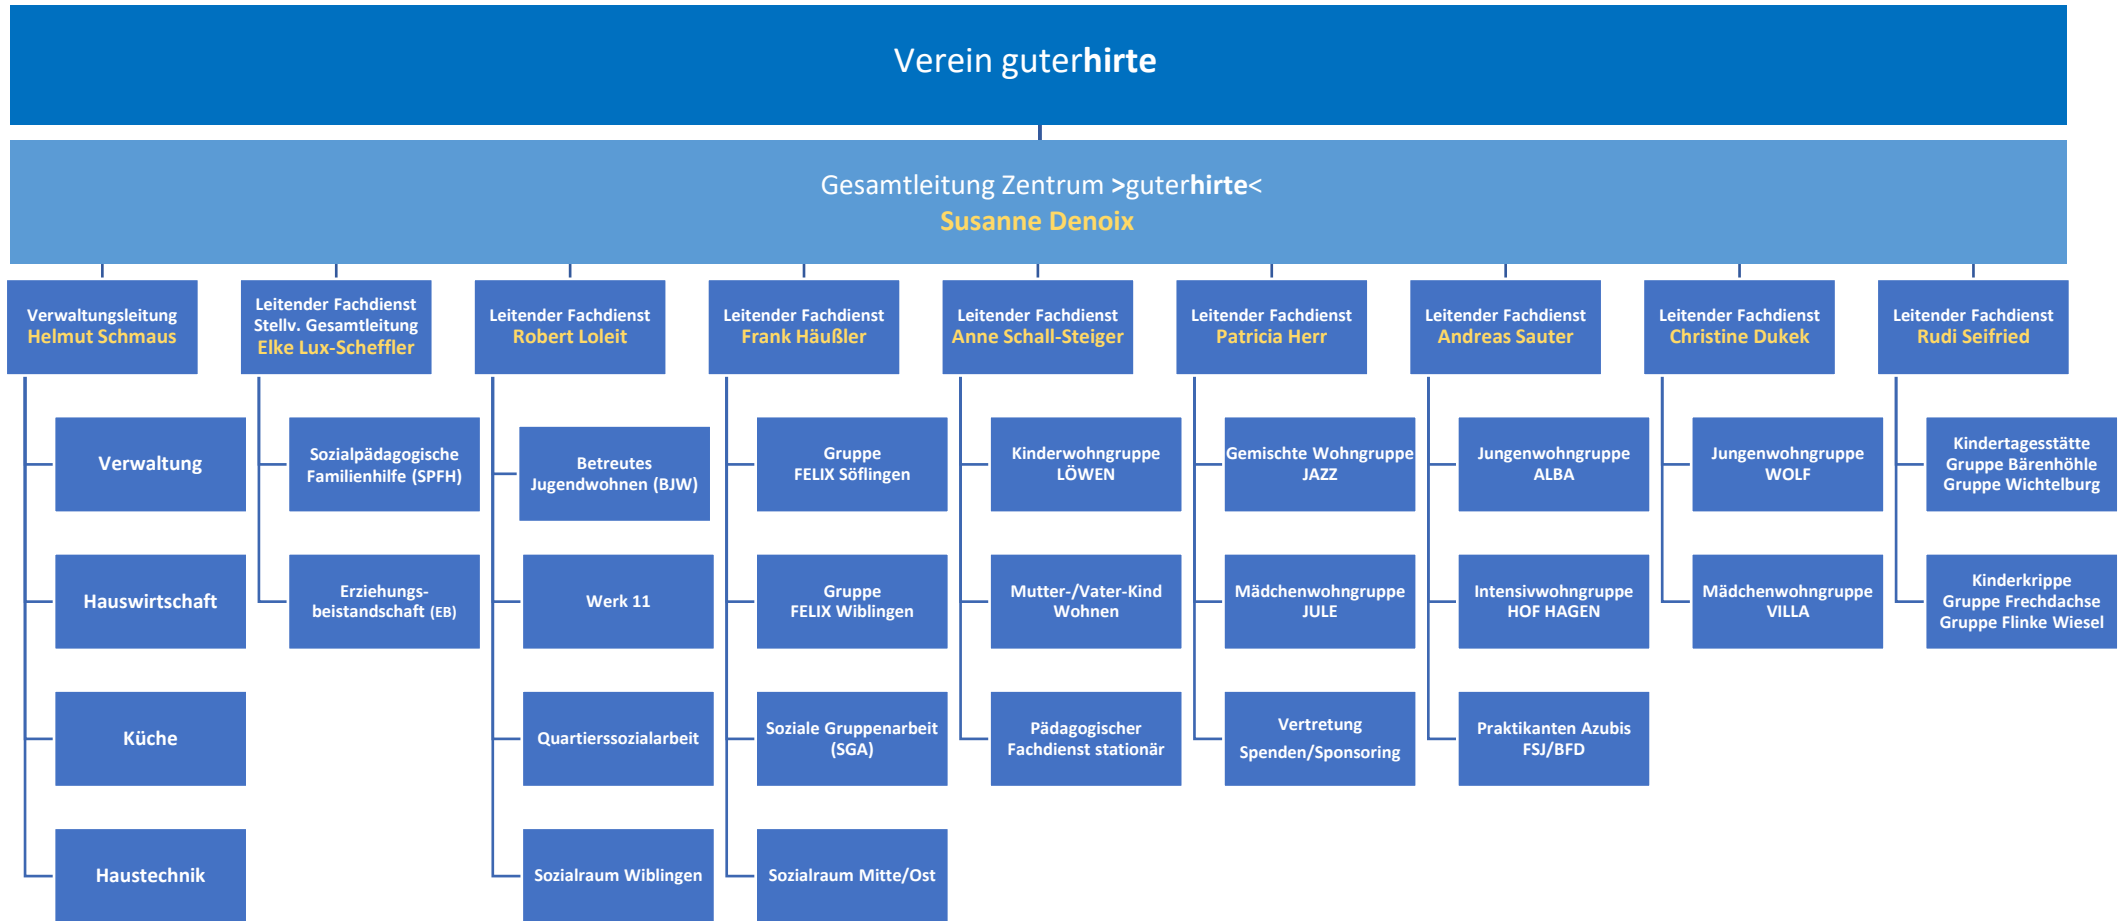 Verein guterhirte
Gesamtleitung Zentrum >guterhirte<
Susanne Denoix
Verwaltungsleitung
Helmut Schmaus
Leitender Fachdienst
Stellv. Gesamtleitung
Elke Lux-Scheffler
Leitender Fachdienst
Robert Loleit
Leitender Fachdienst
Frank Häußler
Leitender Fachdienst
Anne Schall-Steiger
Leitender Fachdienst
Patricia Herr
Leitender Fachdienst
Andreas Sauter
Leitender Fachdienst
Christine Dukek
Leitender Fachdienst
Rudi Seifried
Verwaltung
Sozialpädagogische
Familienhilfe (SPFH)
Betreutes
Jugendwohnen (BJW)
Gruppe
FELIX Söflingen
Kinderwohngruppe
LÖWEN
Gemischte Wohngruppe
JAZZ
Jungenwohngruppe
ALBA
Jungenwohngruppe
WOLF
Kindertagesstätte
Gruppe Bärenhöhle
Gruppe Wichtelburg
Hauswirtschaft
Erziehungs-
beistandschaft (EB)
Werk 11
Gruppe
FELIX Wiblingen
Mutter-/Vater-Kind
Wohnen
Mädchenwohngruppe
JULE
Intensivwohngruppe
HOF HAGEN
Mädchenwohngruppe
VILLA
Kinderkrippe
Gruppe Frechdachse
Gruppe Flinke Wiesel
Küche
Quartierssozialarbeit
Soziale Gruppenarbeit
(SGA)
Pädagogischer
Fachdienst stationär
Vertretung
Spenden/Sponsoring
Praktikanten Azubis
FSJ/BFD
Haustechnik
Sozialraum Wiblingen
Sozialraum Mitte/Ost